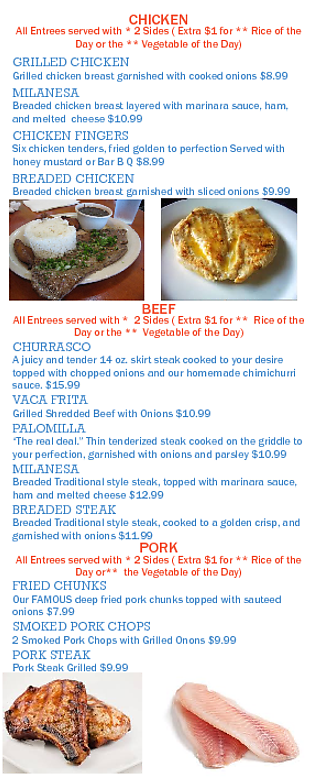 CHICKEN
All Entrees served with * 2 Sides ( Extra $1 for ** Rice of the
Day or the ** Vegetable of the Day)
GRILLED CHICKEN
Grilled chicken breast garnished with cooked onions $8.99
MILANESA
Breaded chicken breast layered with marinara sauce, ham,
and melted cheese $10.99
CHICKEN FINGERS
Six chicken tenders, fried golden to perfection Served with
honey mustard or Bar B Q $8.99
BREADED CHICKEN
Breaded chicken breast garnished with sliced onions $9.99
BEEF
All Entrees served with * 2 Sides ( Extra $1 for ** Rice of the
Day or the ** Vegetable of the Day)
CHURRASCO
A juicy and tender 14 oz. skirt steak cooked to your desire
topped with chopped onions and our homemade chimichurri
sauce. $15.99
VACA FRITA
Grilled Shredded Beef with Onions $10.99
PALOMILLA
"The real deal." Thin tenderized steak cooked on the griddle to
your perfection, garnished with onions and parsley $10.99
MILANESA
Breaded Traditional style steak, topped with marinara sauce,
ham and melted cheese $12.99
BREADED STEAK
Breaded Traditional style steak, cooked to a golden crisp, and
garnished with onions $11.99
PORK
All Entrees served with * 2 Sides ( Extra $1 for ** Rice of the
Day or** the Vegetable of the Day)
FRIED CHUNKS
Our FAMOUS deep fried pork chunks topped with sauteed
onions $7.99
SMOKED PORK CHOPS
2 Smoked Pork Chops with Grilled Onons $9.99
PORK STEAK
Pork Steak Grilled $9.99